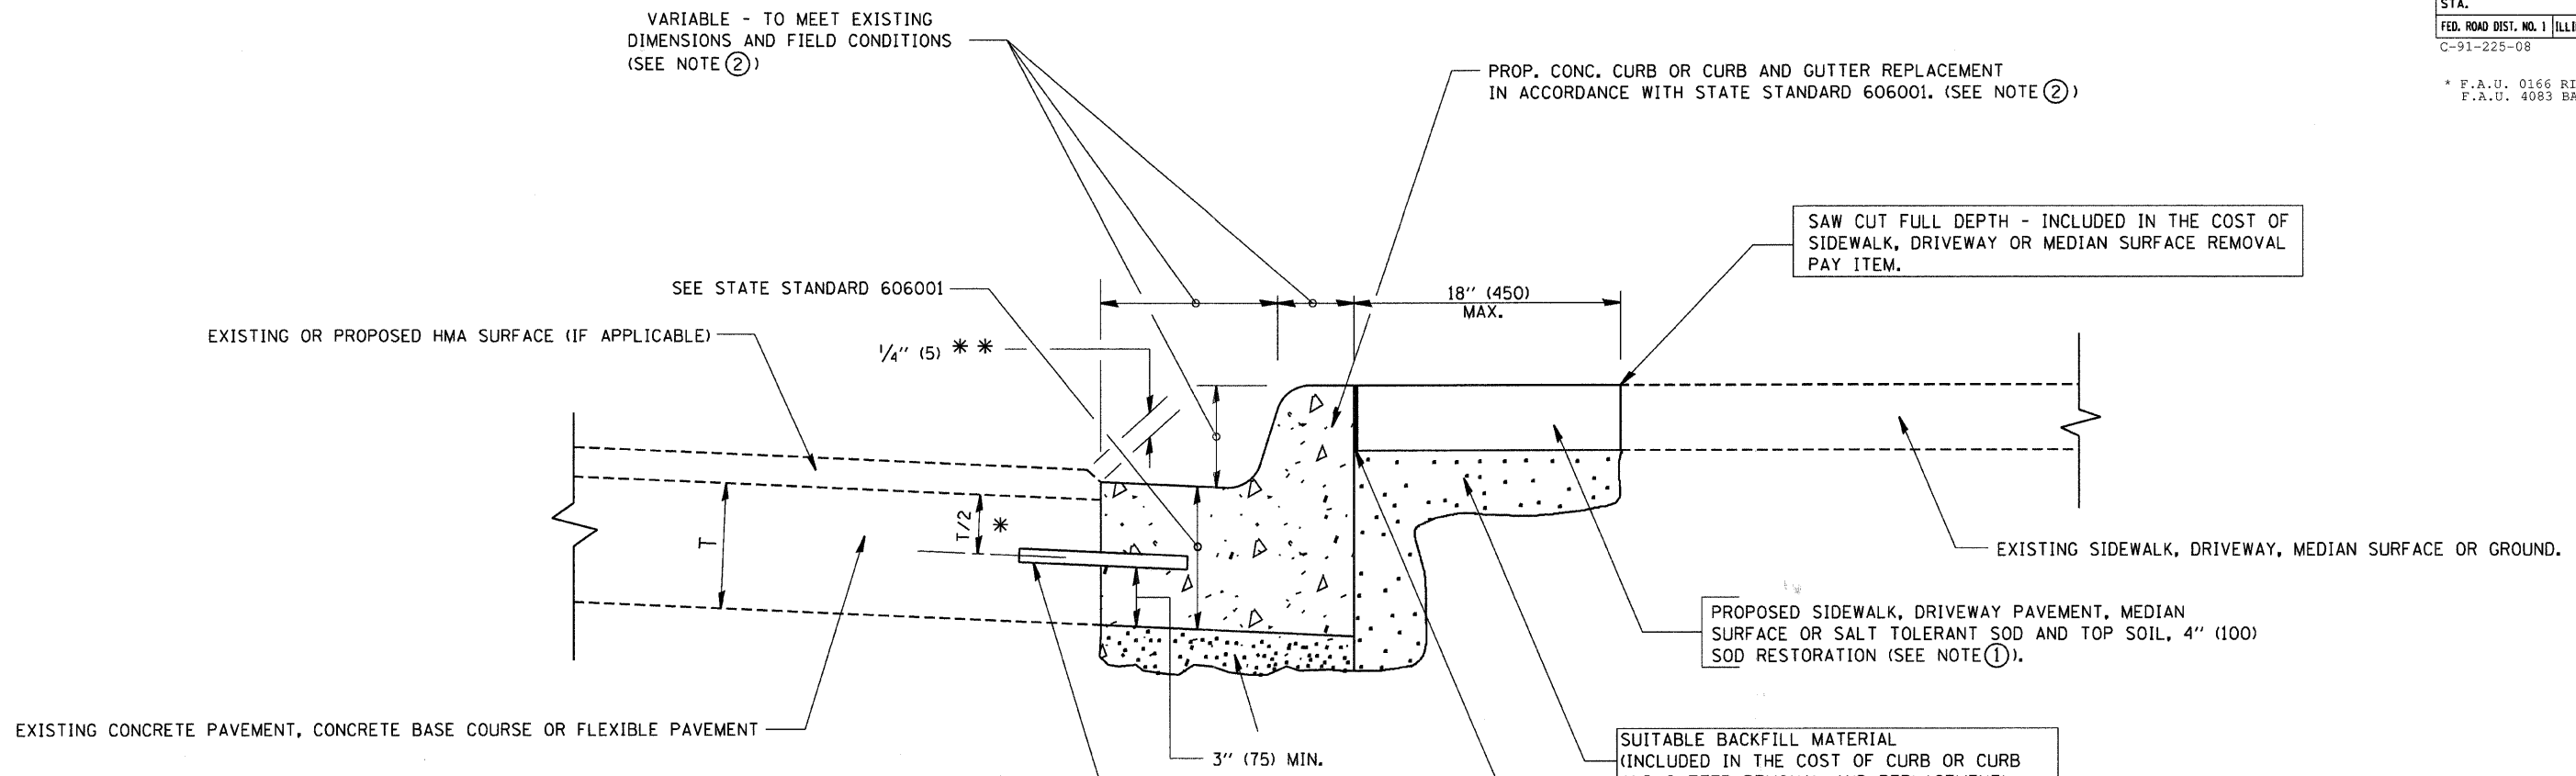 STA.
FED. ROAD DIST. NO. 1
C-91-225-08
* F.A.U. 0166
F.A.U. 4083
VARIABLE - TO MEET EXISTING
DIMENSIONS AND FIELD CONDITIONS
(SEE NOTE ②)
PROP. CONC. CURB OR CURB AND GUTTER REPLACEMENT
IN ACCORDANCE WITH STATE STANDARD 606001. (SEE NOTE ②)
SAW CUT FULL DEPTH - INCLUDED IN THE COST OF
SIDEWALK, DRIVEWAY OR MEDIAN SURFACE REMOVAL
PAY ITEM.
SEE STATE STANDARD 606001
18" (450)
MAX.
EXISTING OR PROPOSED HMA SURFACE (IF APPLICABLE)
1/4" (5) * *
T
T/2 *
EXISTING SIDEWALK, DRIVEWAY, MEDIAN SURFACE OR GROUND.
PROPOSED SIDEWALK, DRIVEWAY PAVEMENT, MEDIAN
SURFACE OR SALT TOLERANT SOD AND TOP SOIL, 4" (100)
SOD RESTORATION (SEE NOTE ①).
EXISTING CONCRETE PAVEMENT, CONCRETE BASE COURSE OR FLEXIBLE PAVEMENT
3" (75) MIN.
SUITABLE BACKFILL MATERIAL
(INCLUDED IN THE COST OF CURB OR CURB